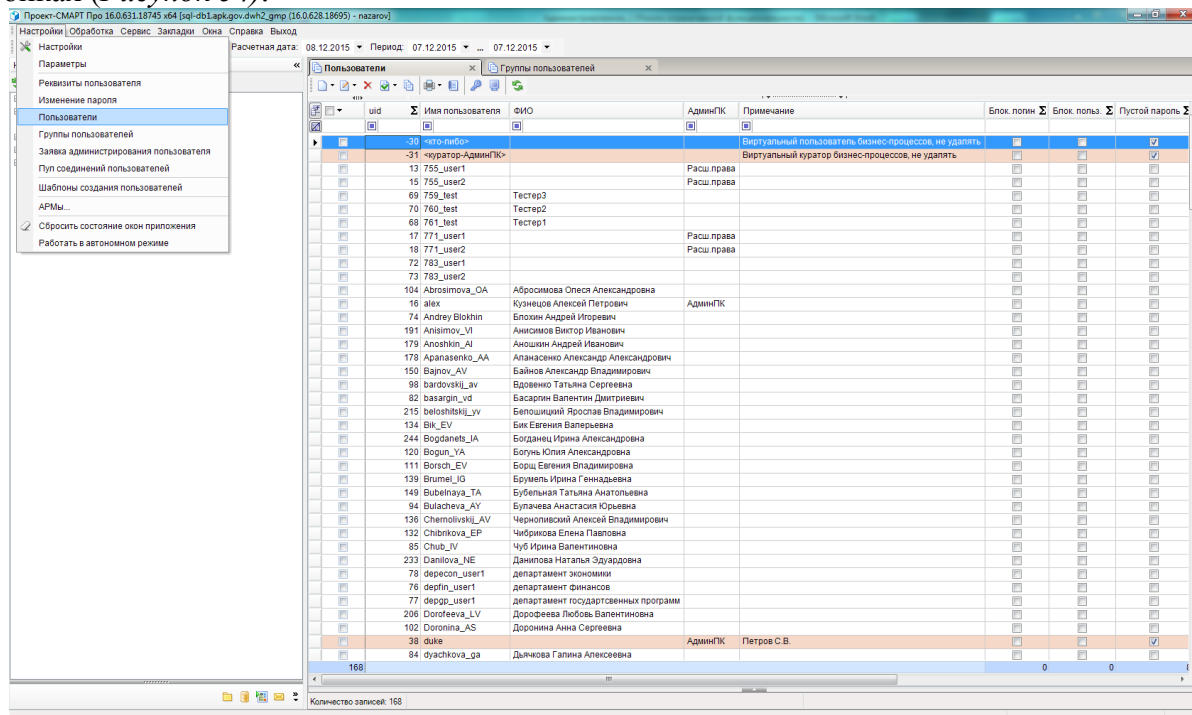 Проект-СМАРТ Про 16.0.631.18745 x64 [sql-db1.apk.gov.dwh2_gmp (16.0.628.18695) - nazarov]
Настройки Обработка Сервис Закладки Окна Справка Выход
Расчетная дата: 08.12.2015 Период: 07.12.2015 ... 07.12.2015
Настройки
Параметры
Реквизиты пользователя
Изменение пароля
Пользователи
Группы пользователей
Заявка администрирования пользователя
Пул соединений пользователей
Шаблоны создания пользователей
АРМы...
Сбросить состояние окон приложения
Работать в автономном режиме
Пользователи Группы пользователей
uid Σ Имя пользователя ФИО АдминПК Примечание Блок. логин Σ Блок. польз. Σ Пустой пароль Σ
-30 <кто-либо> Виртуальный пользователь бизнес-процессов, не удалять
-31 <куратор-АдминПК> Виртуальный куратор бизнес-процессов, не удалять
13 755_user1 Расш.права
15 755_user2 Расш.права
69 759_test Тестер3
70 760_test Тестер2
68 761_test Тестер1
17 771_user1 Расш.права
18 771_user2 Расш.права
72 783_user1
73 783_user2
104 Abrosimova_OA Абросимова Олеся Александровна
16 alex Кузнецов Алексей Петрович АдминПК
74 Andrey Blokhin Блохин Андрей Игоревич
191 Anisimov_VI Анисимов Виктор Иванович
179 Anoshkin_AI Аношкин Андрей Иванович
178 Apanasenko_AA Апанасенко Александр Александрович
150 Bajnov_AV Байнов Александр Владимирович
98 bardovskij_av Вдовенко Татьяна Сергеевна
82 basargin_vd Басаргин Валентин Дмитриевич
215 beloshitskij_yv Белошицкий Ярослав Владимирович
134 Bik_EV Бик Евгения Валерьевна
244 Bogdanets_IA Богданец Ирина Александровна
120 Bogun_YA Богунь Юлия Александровна
111 Borsch_EV Борщ Евгения Владимировна
139 Brumel_IG Брумель Ирина Геннадьевна
149 Bubelnaya_TA Бубельная Татьяна Анатольевна
94 Bulacheva_AY Булачева Анастасия Юрьевна
136 Chernolivskij_AV Чернопивский Алексей Владимирович
132 Chibrikova_EP Чибрикова Елена Павловна
85 Chub_IV Чуб Ирина Валентиновна
233 Danilova_NE Данилова Наталья Эдуардовна
78 depecon_user1 департамент экономики
76 depfin_user1 департамент финансов
77 depgp_user1 департамент государтсвенных программ
206 Dorofeeva_LV Дорофеева Любовь Валентиновна
102 Doronina_AS Доронина Анна Сергеевна
38 duke АдминПК Петров С.В.
84 dyachkova_ga Дьячкова Галина Алексеевна
168 0 0
Количество записей: 168